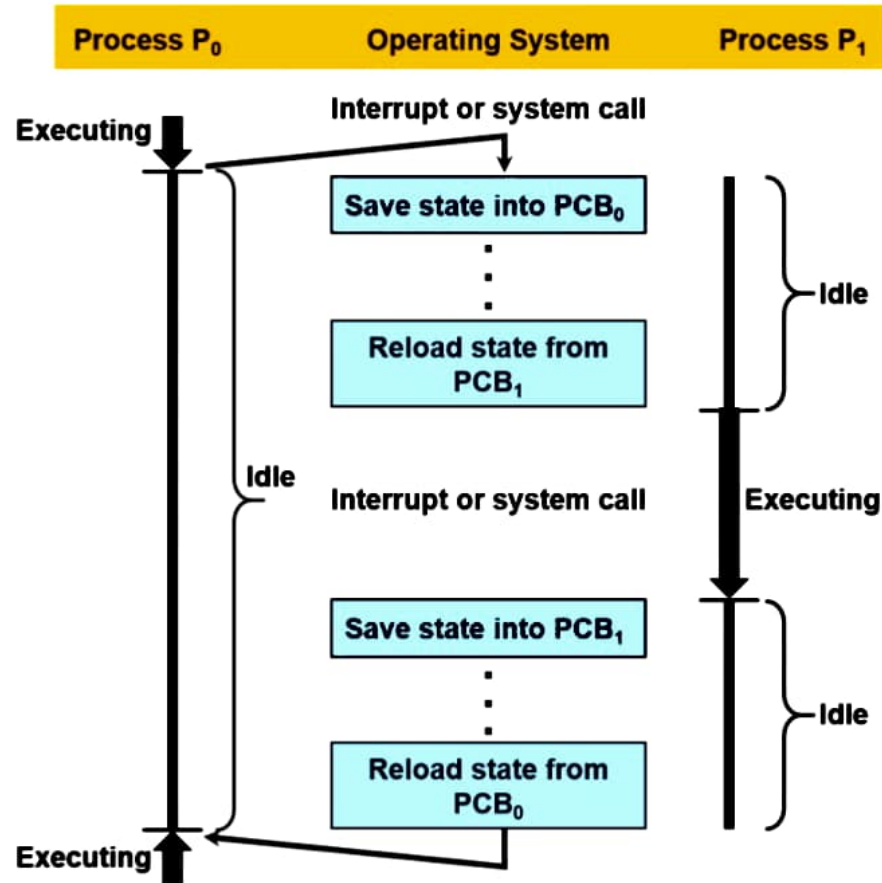 Process P₀
Operating System
Process P₁
Interrupt or system call
Executing
Save state into PCB₀
Idle
Reload state from
PCB₁
Idle
Interrupt or system call
Executing
Save state into PCB₁
Idle
Reload state from
PCB₀
Executing